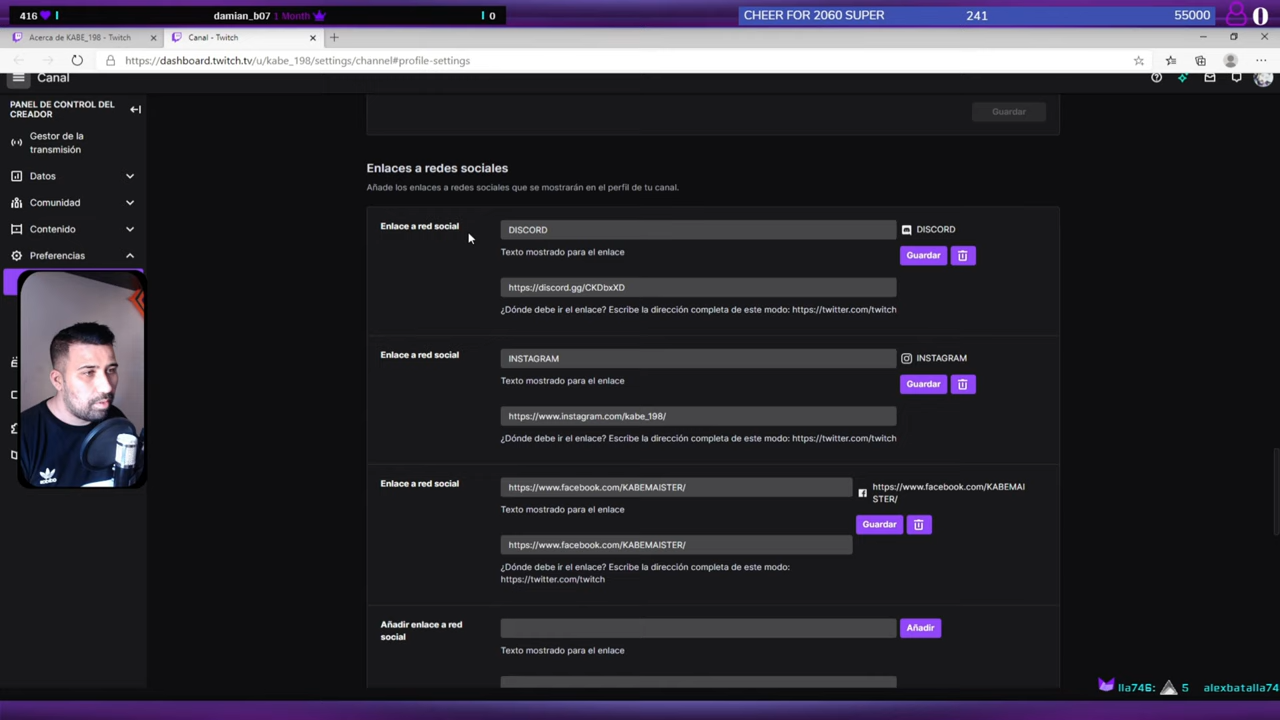 416
damian_b07 1 Month
0
CHEER FOR 2060 SUPER
241
55000
0
Acerca de KABE_198 - Twitch
Canal - Twitch
https://dashboard.twitch.tv/u/kabe_198/settings/channel#profile-settings
Canal
PANEL DE CONTROL DEL
CREADOR
Gestor de la
transmisión
Datos
Comunidad
Contenido
Preferencias
Guardar
Enlaces a redes sociales
Añade los enlaces a redes sociales que se mostrarán en el perfil de tu canal.
Enlace a red social
DISCORD
DISCORD
Texto mostrado para el enlace
Guardar
https://discord.gg/CKDbxXD
¿Dónde debe ir el enlace? Escribe la dirección completa de este modo: https://twitter.com/twitch
Enlace a red social
INSTAGRAM
INSTAGRAM
Texto mostrado para el enlace
Guardar
https://www.instagram.com/kabe_198/
¿Dónde debe ir el enlace? Escribe la dirección completa de este modo: https://twitter.com/twitch
Enlace a red social
https://www.facebook.com/KABEMAISTER/
https://www.facebook.com/KABEMAI
STER/
Texto mostrado para el enlace
Guardar
https://www.facebook.com/KABEMAISTER/
¿Dónde debe ir el enlace? Escribe la dirección completa de este modo:
https://twitter.com/twitch
Añadir enlace a red
social
Añadir
Texto mostrado para el enlace
lla746: 5 alexbatalla74
adidas